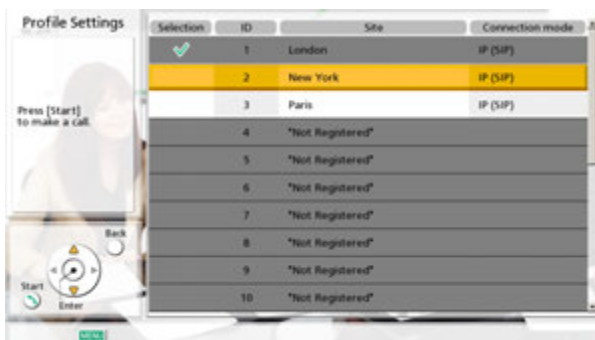 Profile Settings
Selection ID Site Connection mode
1 London IP (SIP)
2 New York IP (SIP)
3 Paris IP (SIP)
4 "Not Registered"
5 "Not Registered"
6 "Not Registered"
7 "Not Registered"
8 "Not Registered"
9 "Not Registered"
10 "Not Registered"
Press [Start]
to make a call.
Back
Start
Enter
MENU